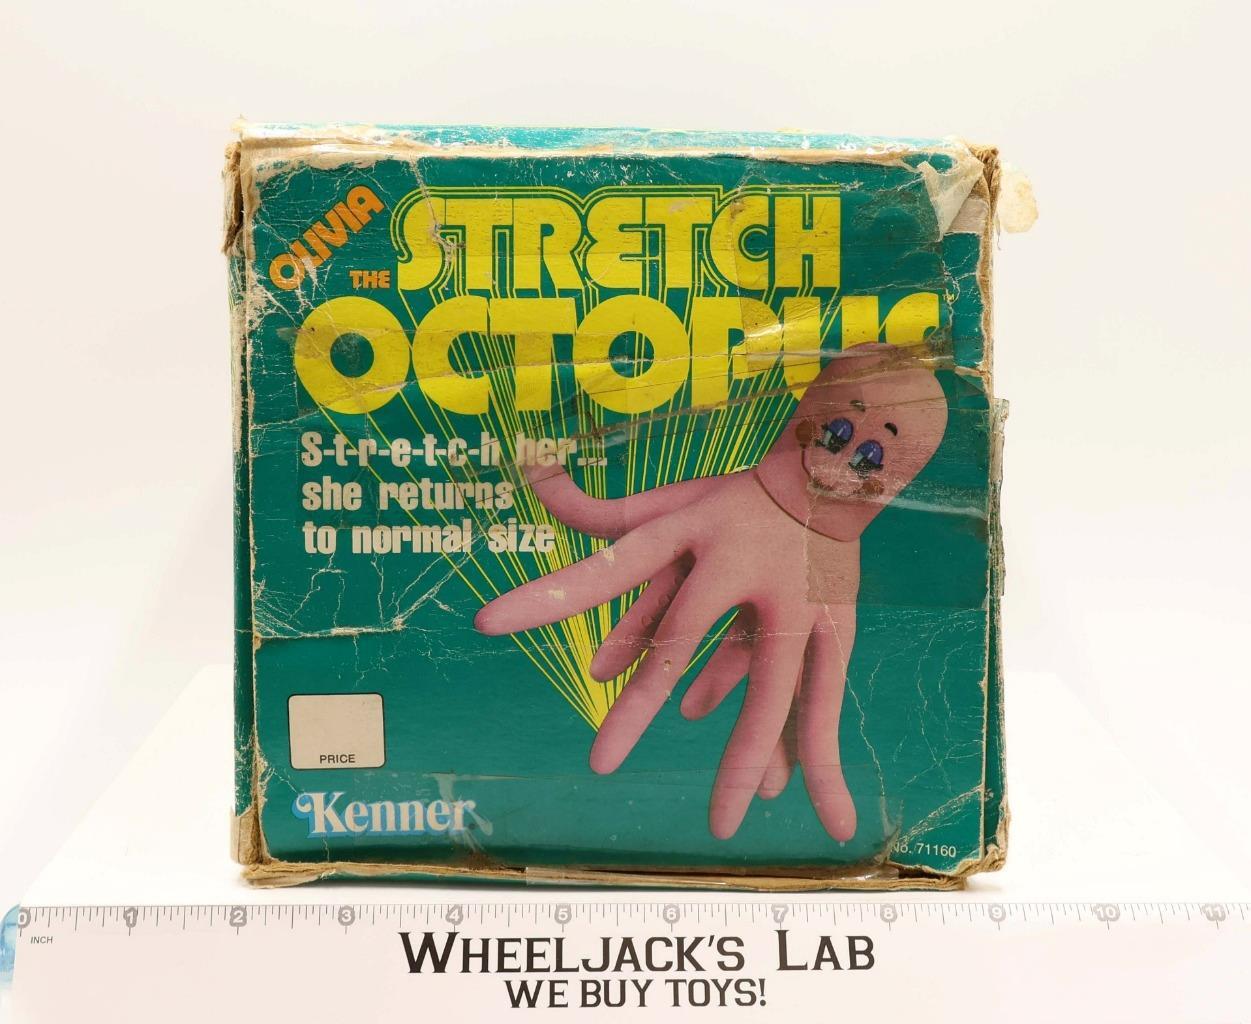 OLIVIA
THE STRETCH
OCTOPUS™
S-t-r-e-t-c-h her...
she returns
to normal size
PRICE
Kenner
No. 71160
0 1 2 3 4 5 6 7 8 9 10 11
INCH
WHEELJACK'S LAB
WE BUY TOYS!